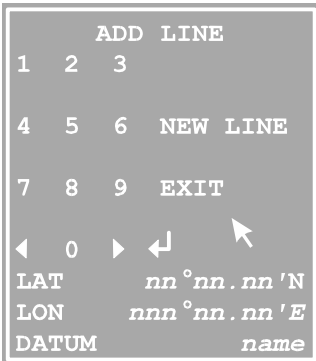 ADD LINE
1 2 3
4 5 6 NEW LINE
7 8 9 EXIT
◀ 0 ▶ ↵
LAT nn°nn.nn'N
LON nnn°nn.nn'E
DATUM name